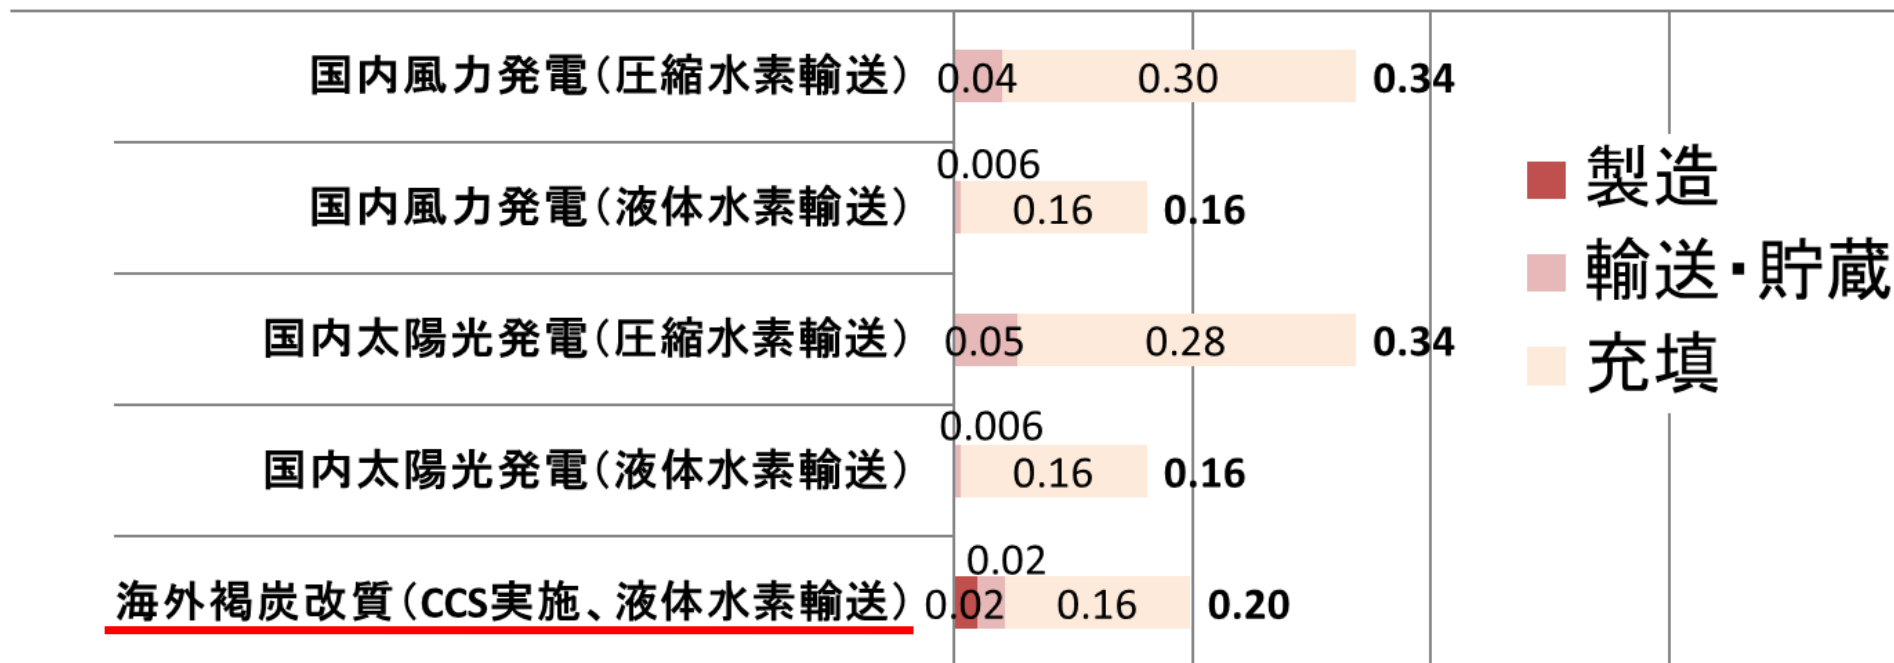 国内風力発電（圧縮水素輸送） 0.04 0.30 0.34
0.006
国内風力発電（液体水素輸送） 0.16 0.16
製造
輸送・貯蔵
国内太陽光発電（圧縮水素輸送） 0.05 0.28 0.34
充填
0.006
国内太陽光発電（液体水素輸送） 0.16 0.16
0.02
海外褐炭改質（CCS実施、液体水素輸送） 0.02 0.16 0.20